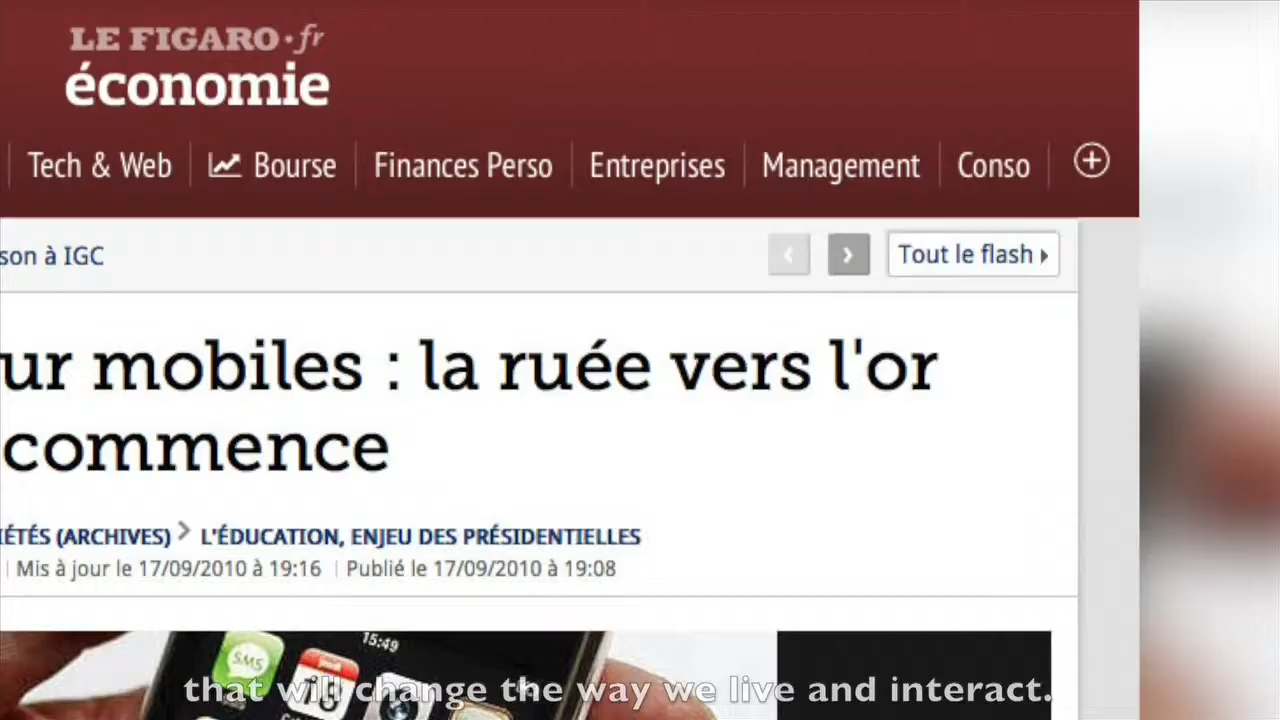 LE FIGARO·fr
économie
Tech & Web
Bourse
Finances Perso
Entreprises
Management
Conso
son à IGC
Tout le flash
ur mobiles : la ruée vers l'or
commence
IÉTÉS (ARCHIVES) > L'ÉDUCATION, ENJEU DES PRÉSIDENTIELLES
Mis à jour le 17/09/2010 à 19:16 | Publié le 17/09/2010 à 19:08
15:49
SMS
that will change the way we live and interact.